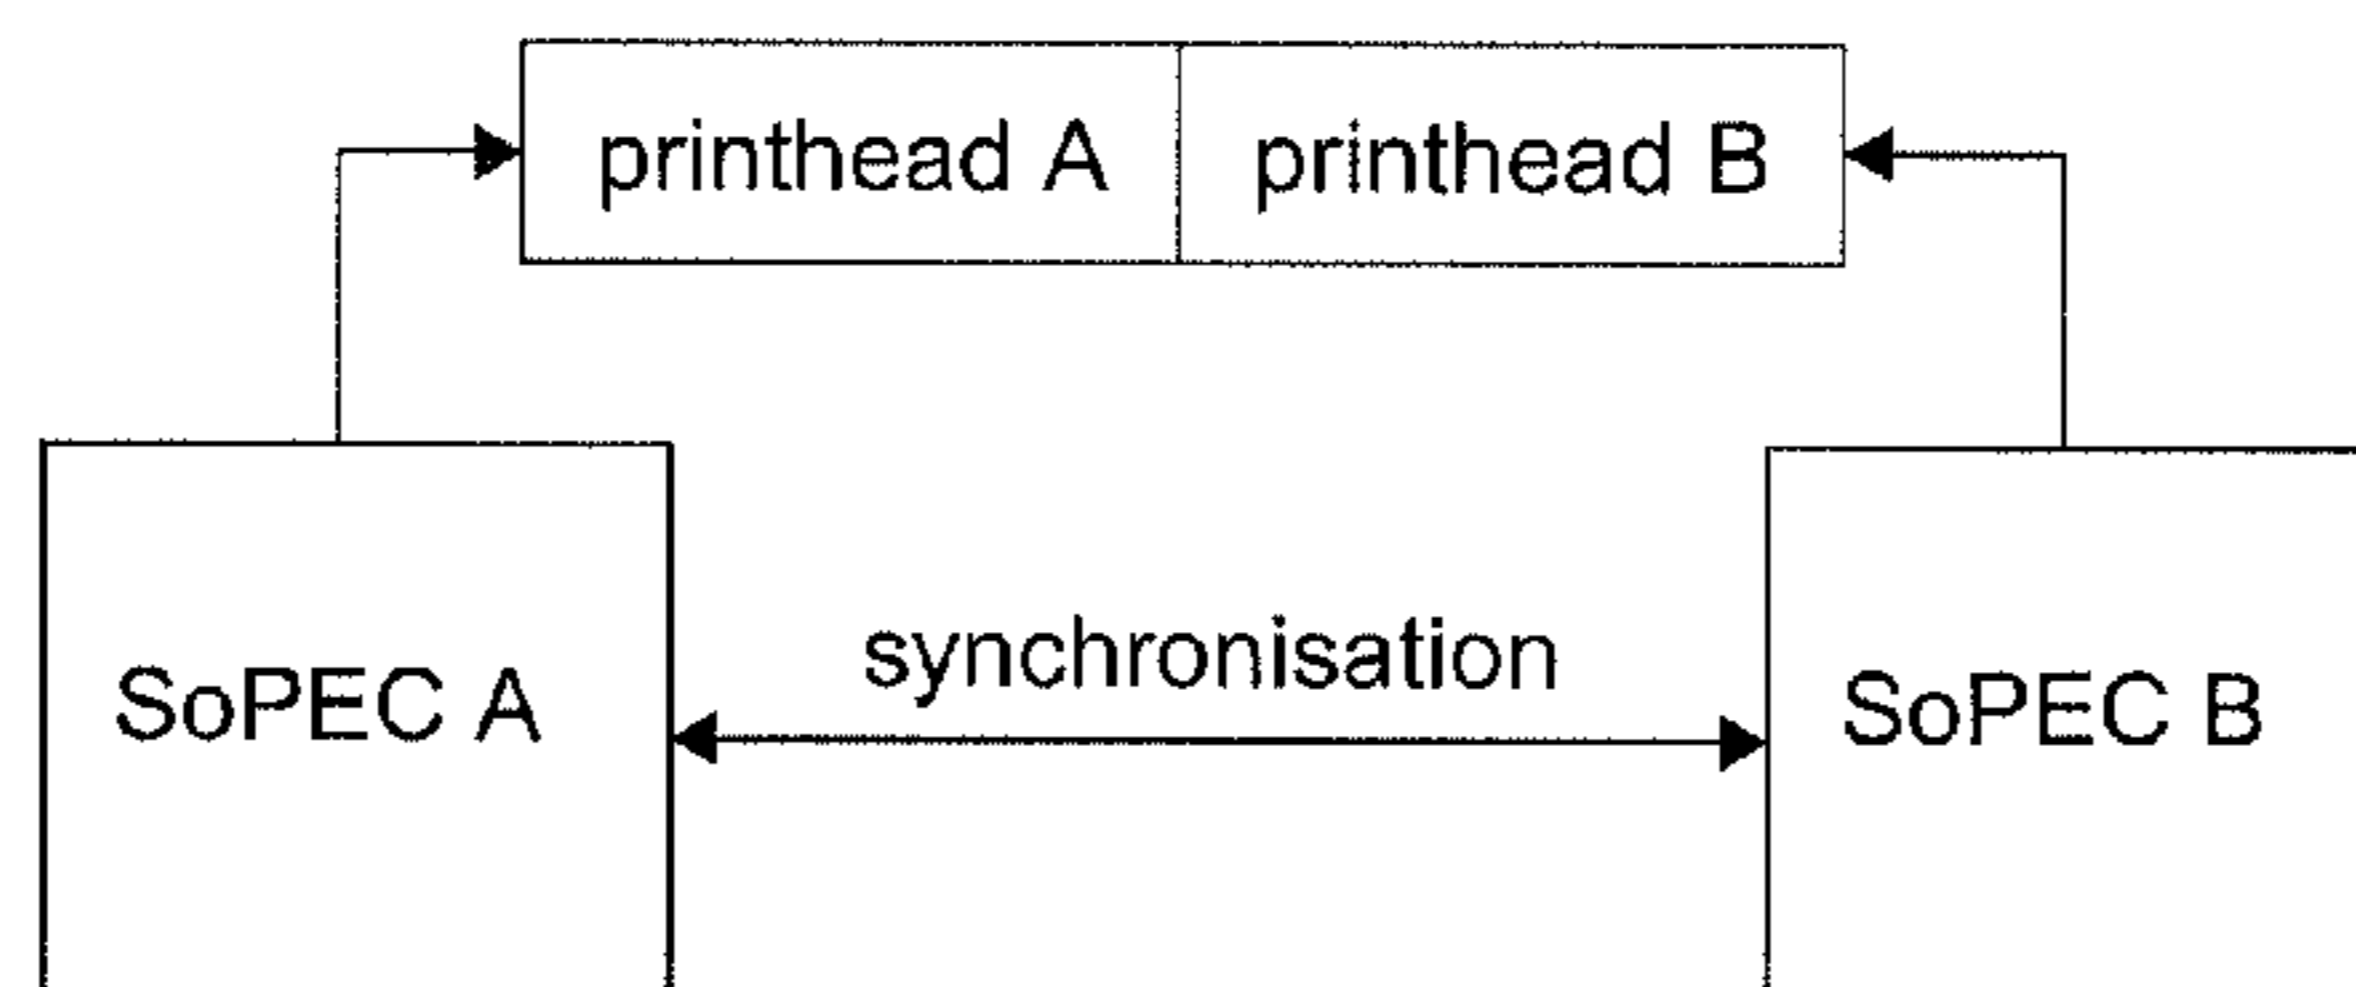 printhead A
printhead B
synchronisation
SoPEC A
SoPEC B